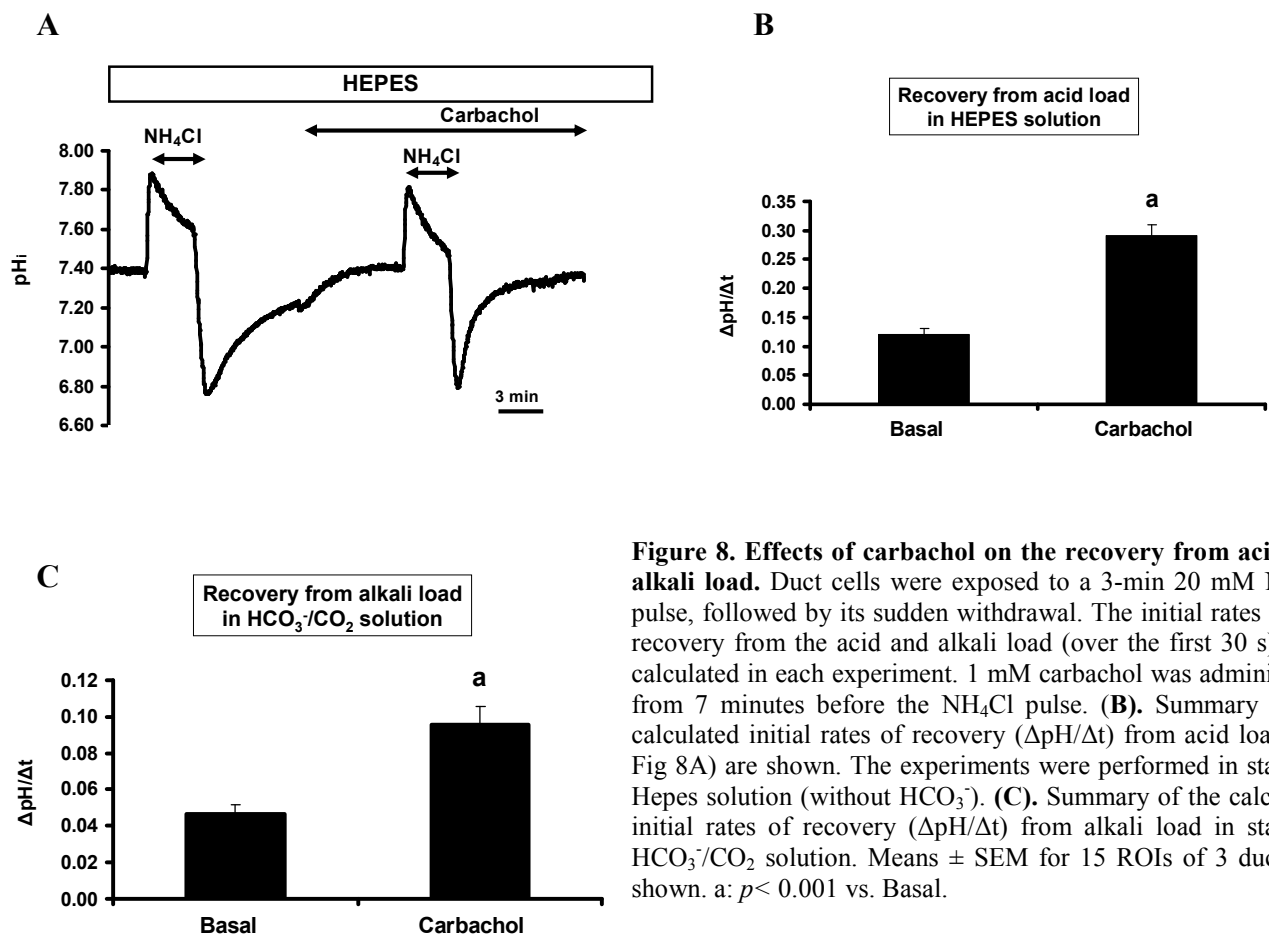 A
HEPES
Carbachol
NH₄Cl
NH₄Cl
8.00
7.80
7.60
7.40
7.20
7.00
6.80
6.60
pHi
3 min
B
Recovery from acid load
in HEPES solution
0.40
0.35
0.30
0.25
0.20
0.15
0.10
0.05
0.00
ΔpH/Δt
a
Basal
Carbachol
C
Recovery from alkali load
in HCO₃⁻/CO₂ solution
0.12
0.10
0.08
0.06
0.04
0.02
0.00
ΔpH/Δt
a
Basal
Carbachol
Figure 8. Effects of carbachol on the recovery from
alkali load. Duct cells were exposed to a 3-min 20 mM
pulse, followed by its sudden withdrawal. The initial rates
recovery from the acid and alkali load (over the first 30 s)
calculated in each experiment. 1 mM carbachol was
from 7 minutes before the NH₄Cl pulse. (B). Summary
calculated initial rates of recovery (ΔpH/Δt) from acid
Fig 8A) are shown. The experiments were performed in
Hepes solution (without HCO₃⁻). (C). Summary of the
initial rates of recovery (ΔpH/Δt) from alkali load in
HCO₃⁻/CO₂ solution. Means ± SEM for 15 ROIs of 3
shown. a: p< 0.001 vs. Basal.